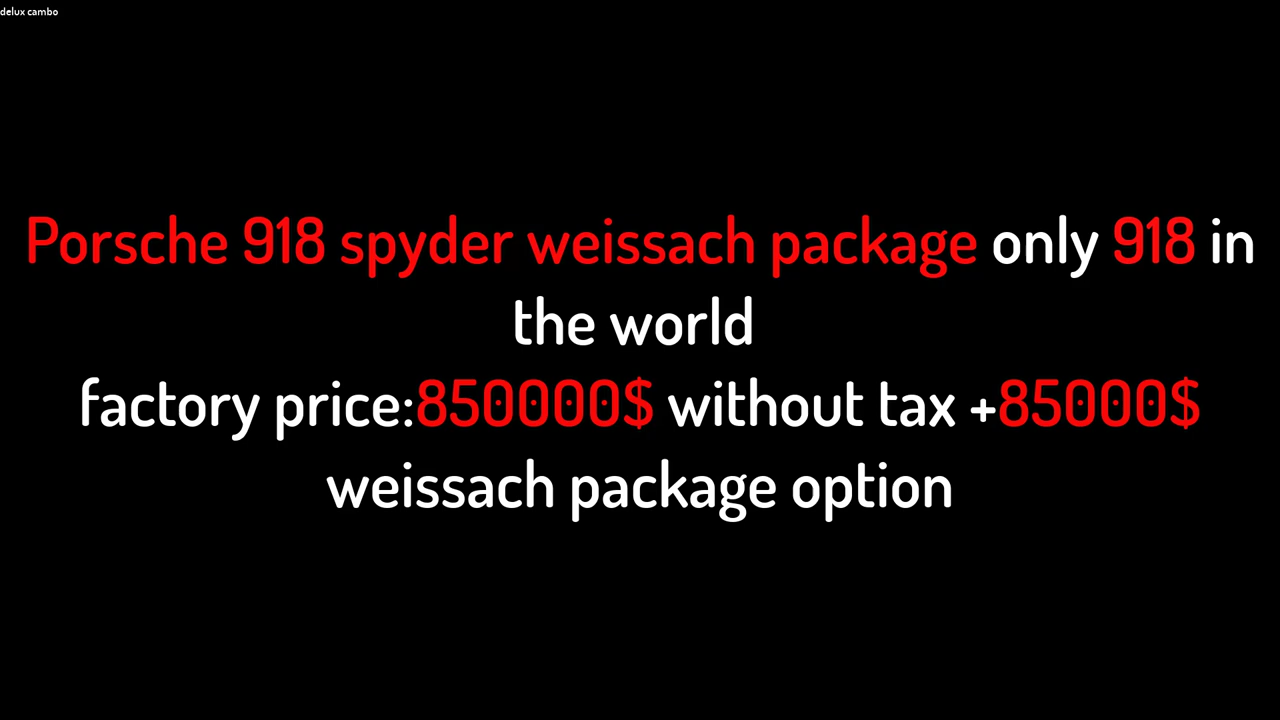 delux cambo
Porsche 918 spyder weissach package only 918 in
the world
factory price:850000$ without tax +85000$
weissach package option